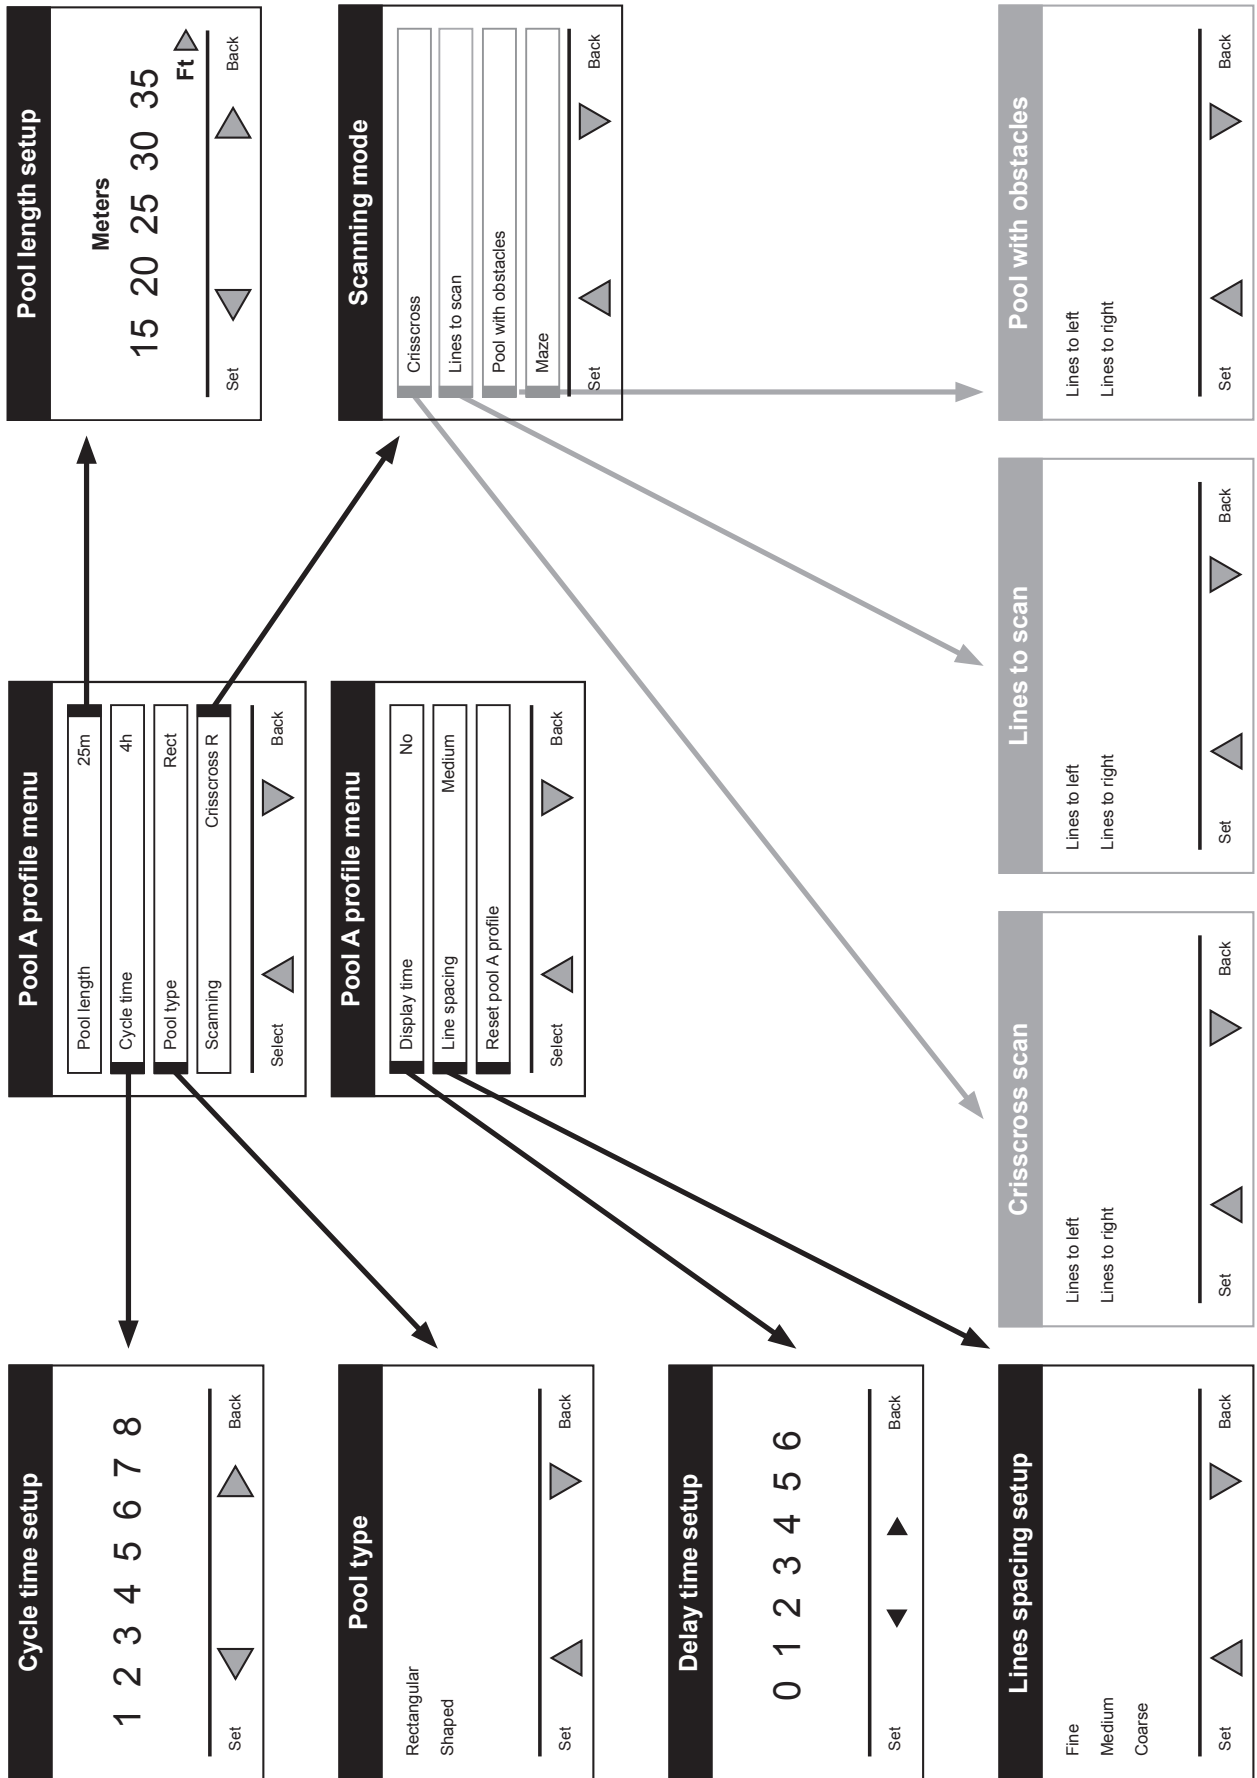 Cycle time setup
1 2 3 4 5 6 7 8
Set Back
Pool A profile menu
Pool length 25m
Cycle time 4h
Pool type Rect
Scanning Crisscross R
Select Back
Pool length setup
Meters
15 20 25 30 35
Ft
Set Back
Pool type
Rectangular
Shaped
Set Back
Pool A profile menu
Display time No
Line spacing Medium
Reset pool A profile
Select Back
Scanning mode
Crisscross
Lines to scan
Pool with obstacles
Maze
Set Back
Delay time setup
0 1 2 3 4 5 6
Set Back
Lines spacing setup
Fine
Medium
Coarse
Set Back
Crisscross scan
Lines to left
Lines to right
Set Back
Lines to scan
Lines to left
Lines to right
Set Back
Pool with obstacles
Lines to left
Lines to right
Set Back